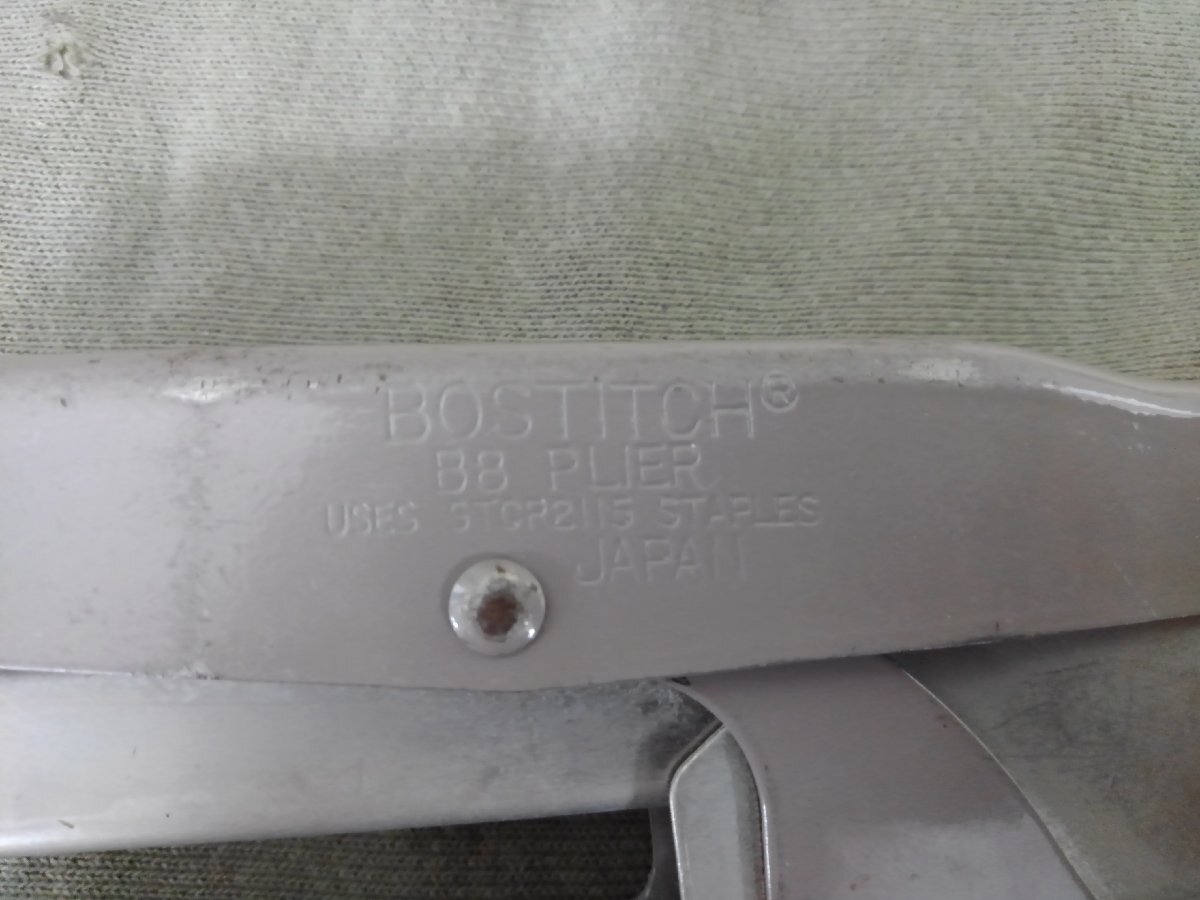 BOSTITCH®
B8 PLIER
USES STCR2115 STAPLES
JAPAN